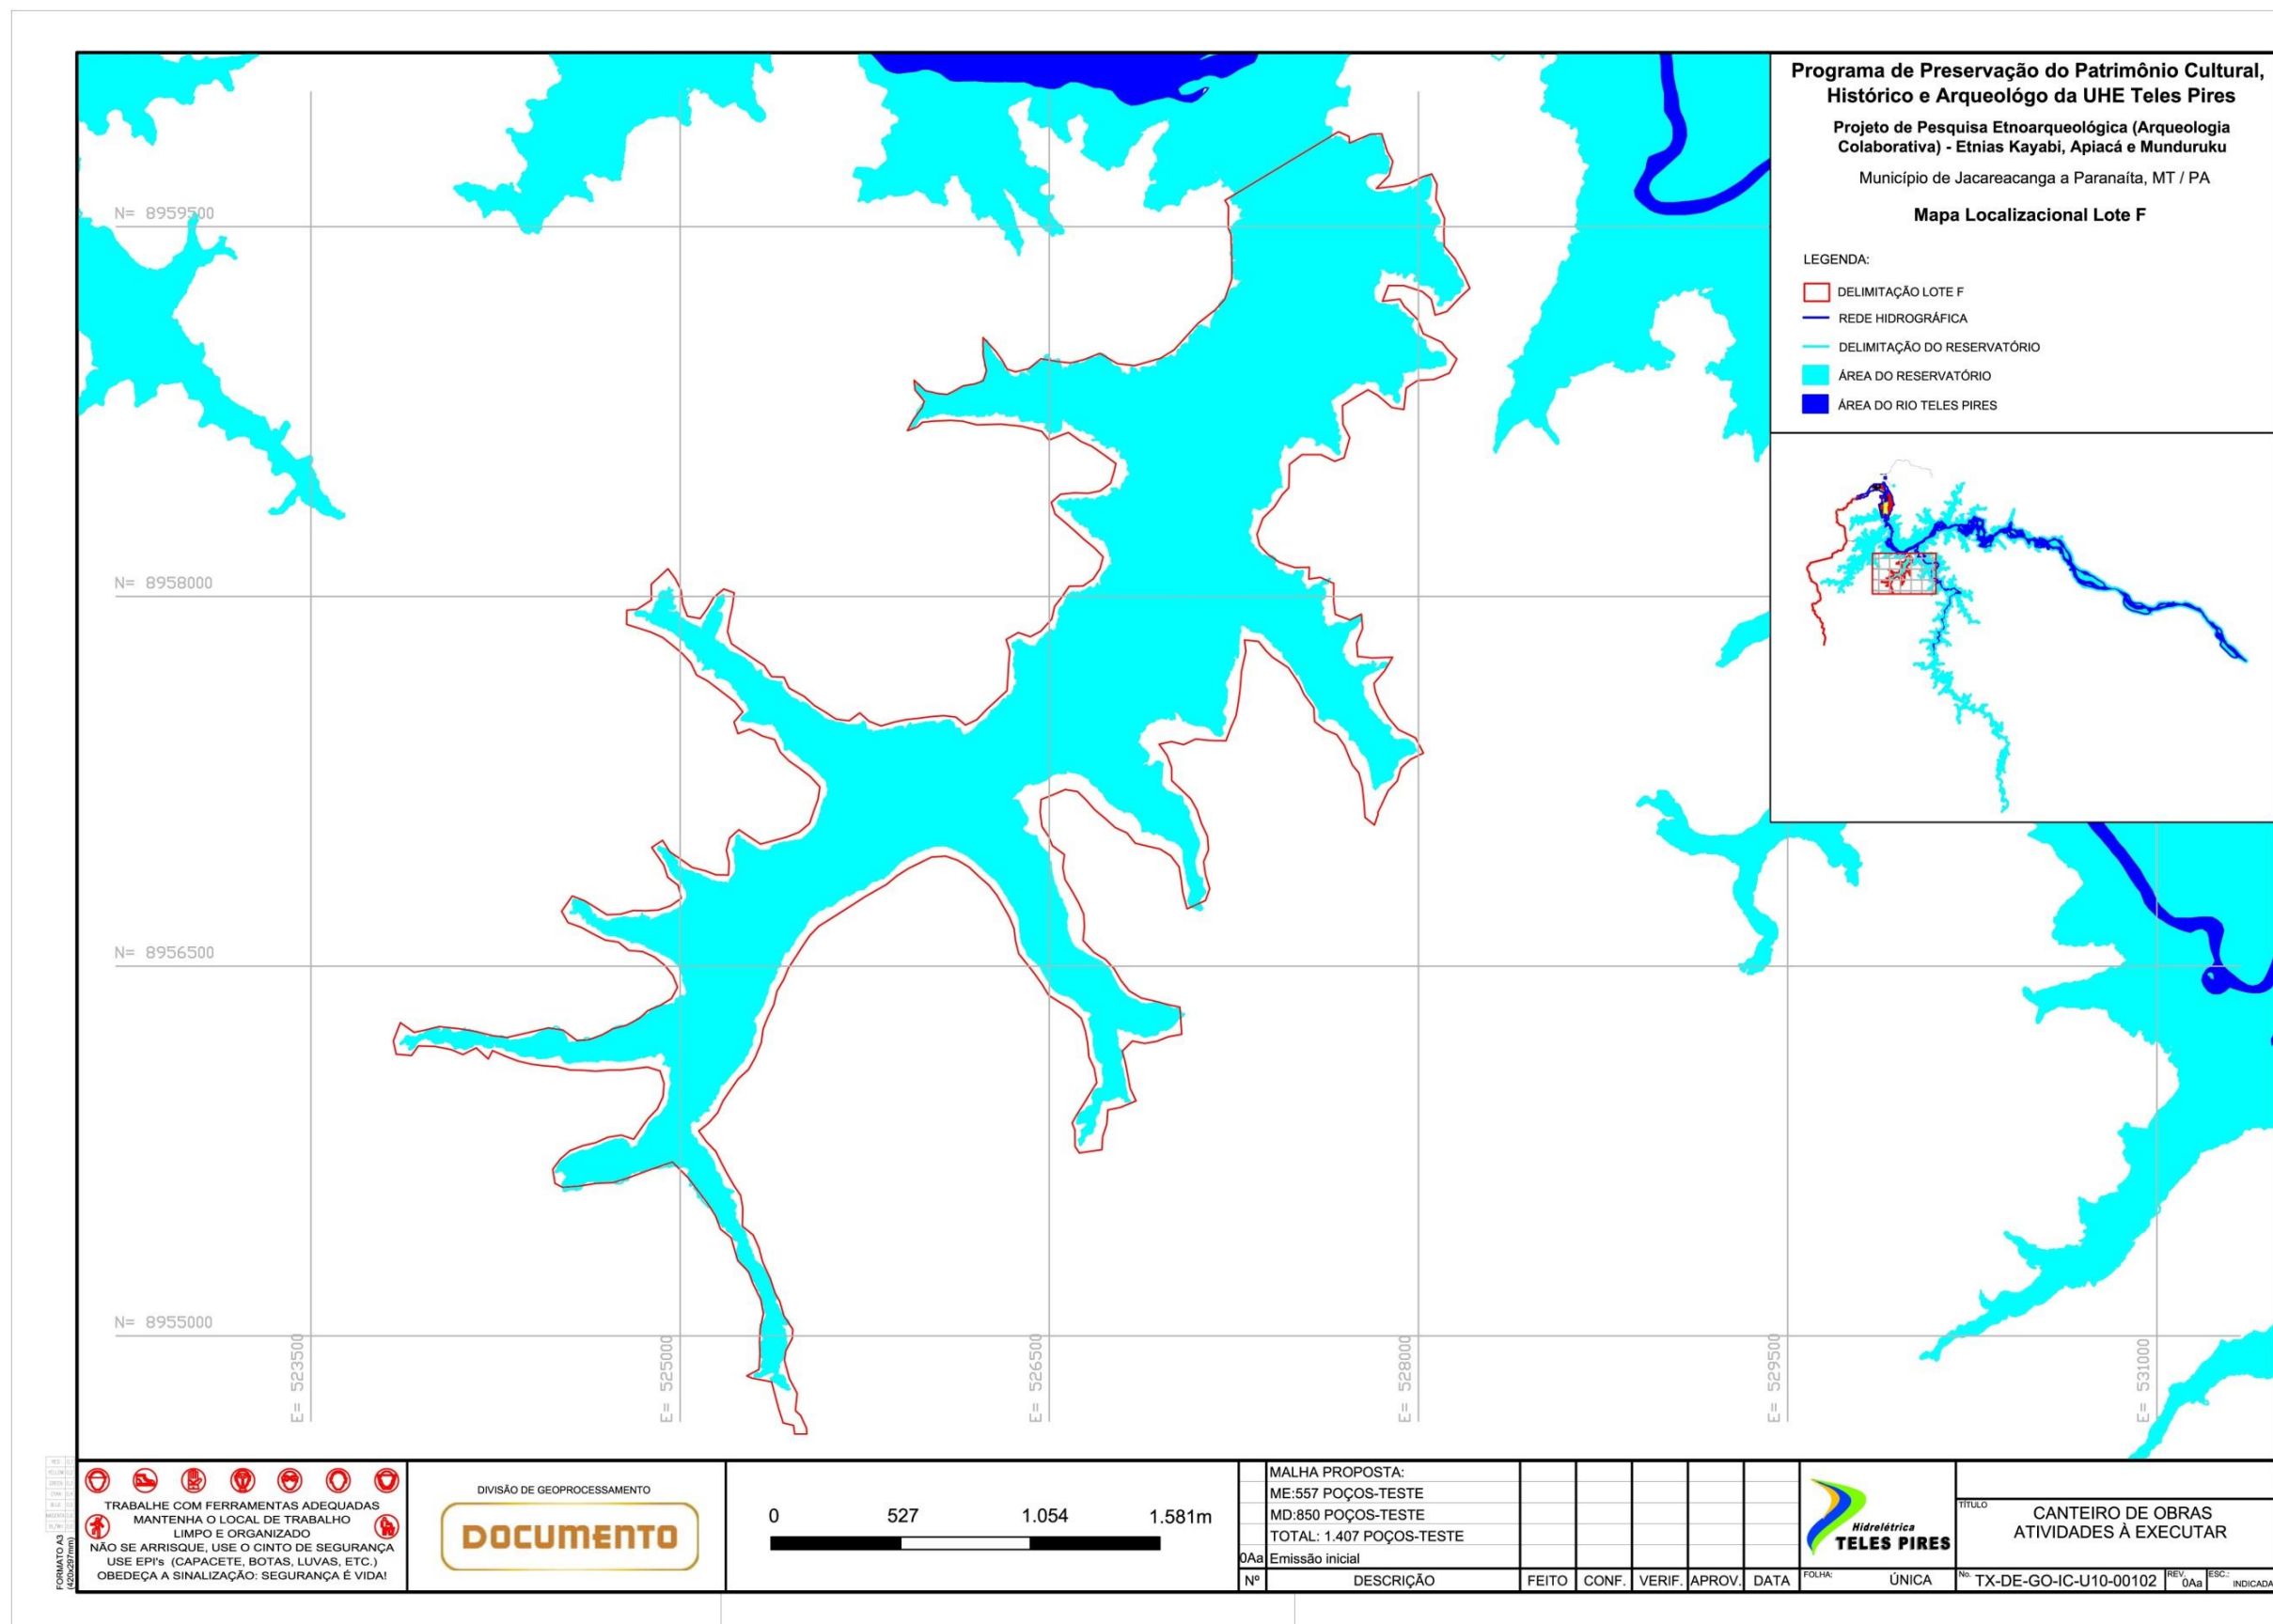 Programa de Preservação do Patrimônio Cultural,
Histórico e Arqueológo da UHE Teles Pires
Projeto de Pesquisa Etnoarqueológica (Arqueologia
Colaborativa) - Etnias Kayabi, Apiacá e Munduruku
Município de Jacareacanga a Paranaíta, MT / PA
Mapa Localizacional Lote F
LEGENDA:
DELIMITAÇÃO LOTE F
REDE HIDROGRÁFICA
DELIMITAÇÃO DO RESERVATÓRIO
ÁREA DO RESERVATÓRIO
ÁREA DO RIO TELES PIRES
N= 8959500
N= 8958000
N= 8956500
N= 8955000
E= 523500
E= 525000
E= 526500
E= 528000
E= 529500
E= 531000
FORMATO A3
(420x297mm)
TRABALHE COM FERRAMENTAS ADEQUADAS
MANTENHA O LOCAL DE TRABALHO
LIMPO E ORGANIZADO
NÃO SE ARRISQUE, USE O CINTO DE SEGURANÇA
USE EPI's (CAPACETE, BOTAS, LUVAS, ETC.)
OBEDEÇA A SINALIZAÇÃO: SEGURANÇA É VIDA!
DIVISÃO DE GEOPROCESSAMENTO
DOCUMENTO
0 527 1.054 1.581m
MALHA PROPOSTA:
ME:557 POÇOS-TESTE
MD:850 POÇOS-TESTE
TOTAL: 1.407 POÇOS-TESTE
0Aa Emissão inicial
Nº DESCRIÇÃO FEITO CONF. VERIF. APROV. DATA
Hidrelétrica
TELES PIRES
FOLHA: ÚNICA
TÍTULO
CANTEIRO DE OBRAS
ATIVIDADES À EXECUTAR
No. TX-DE-GO-IC-U10-00102
REV. 0Aa
ESC.: INDICADA